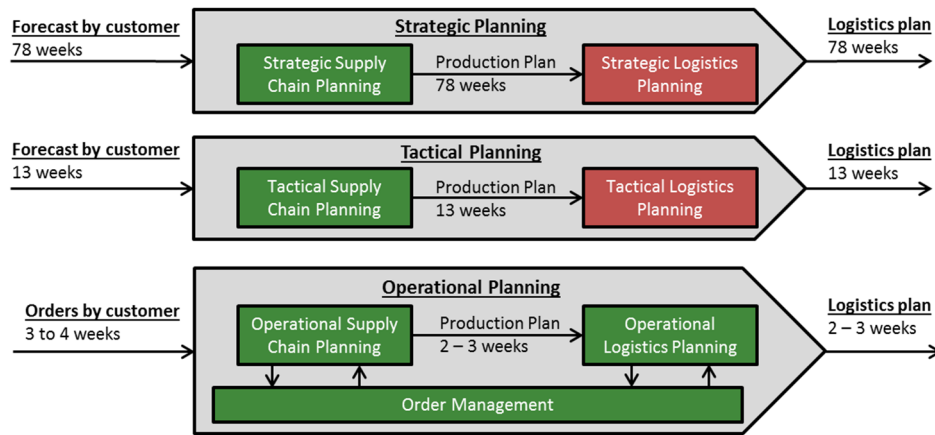 Strategic Planning
Forecast by customer
78 weeks
Strategic Supply
Chain Planning
Production Plan
78 weeks
Strategic Logistics
Planning
Logistics plan
78 weeks
Tactical Planning
Forecast by customer
13 weeks
Tactical Supply
Chain Planning
Production Plan
13 weeks
Tactical Logistics
Planning
Logistics plan
13 weeks
Operational Planning
Orders by customer
3 to 4 weeks
Operational Supply
Chain Planning
Production Plan
2 – 3 weeks
Operational
Logistics Planning
Logistics plan
2 – 3 weeks
Order Management